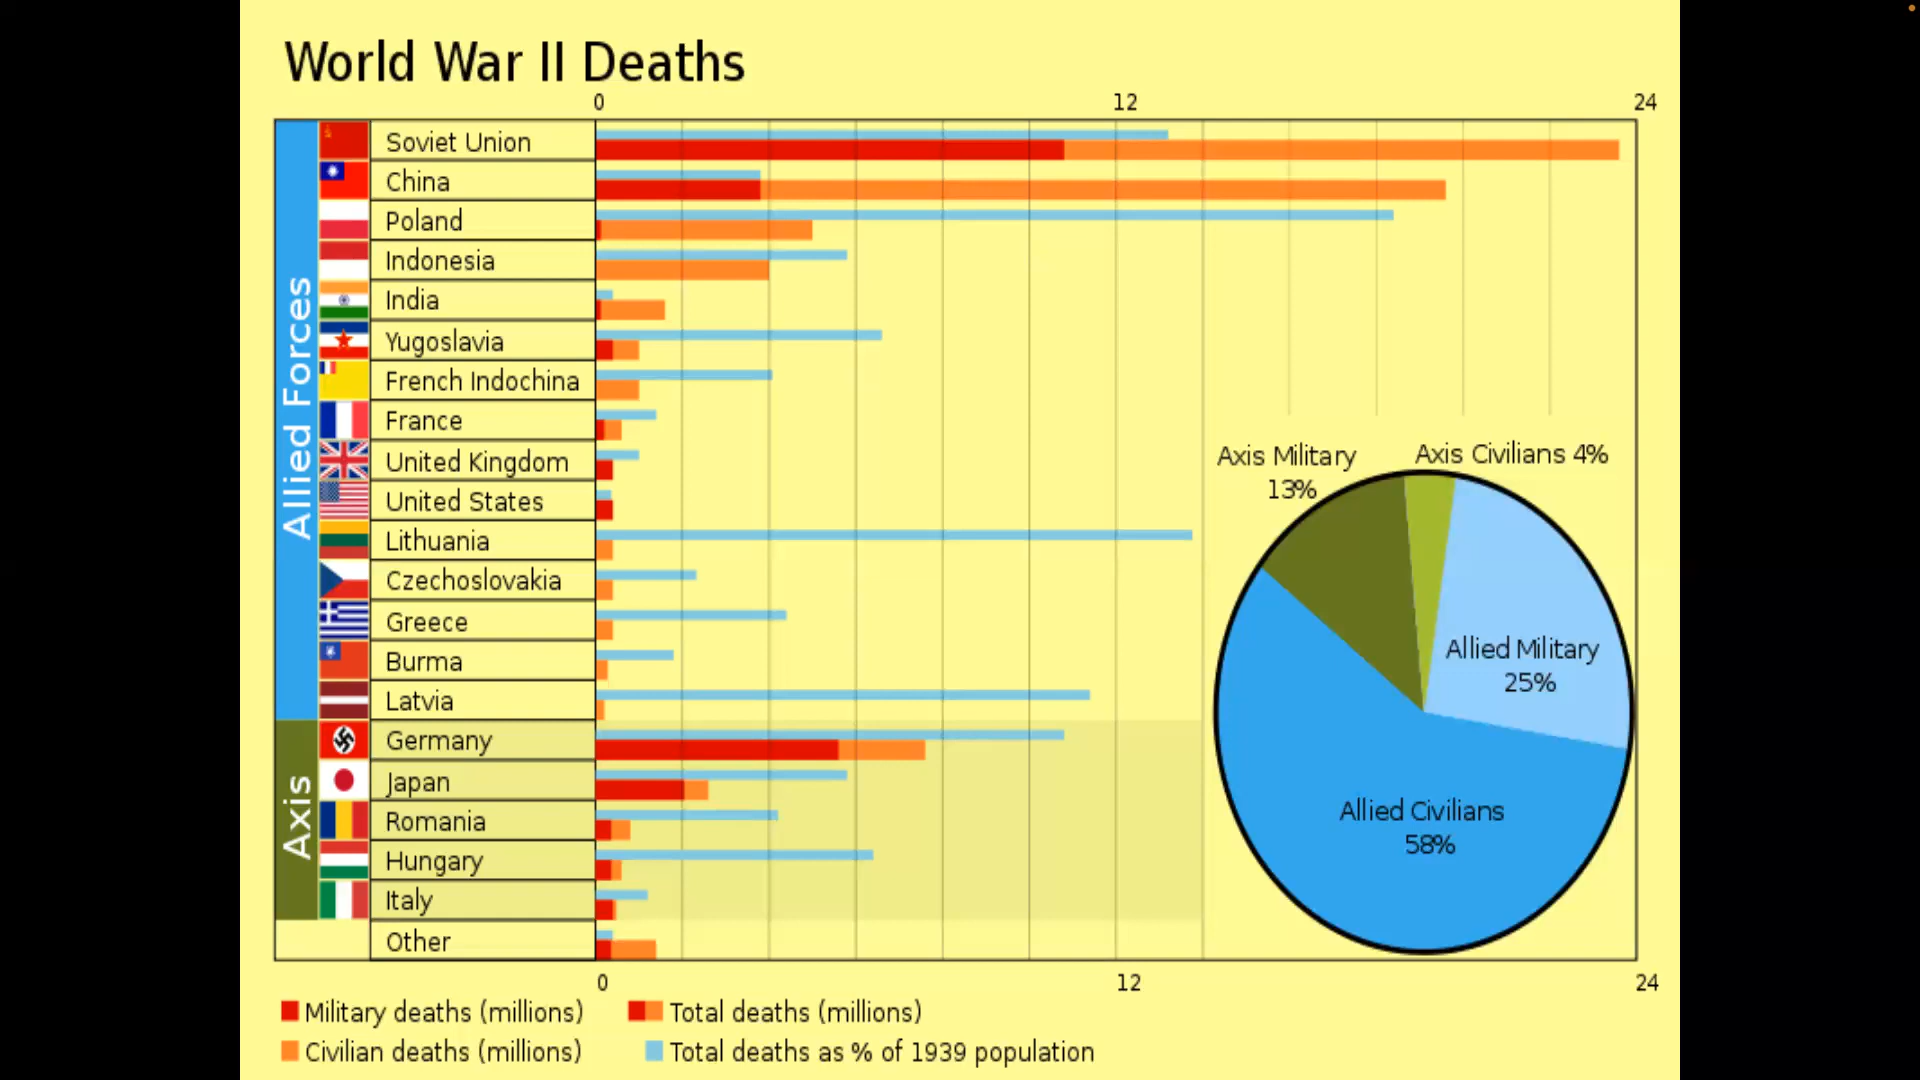 World War II Deaths
0 12 24
Allied Forces
Soviet Union
China
Poland
Indonesia
India
Yugoslavia
French Indochina
France
United Kingdom
United States
Lithuania
Czechoslovakia
Greece
Burma
Latvia
Axis
Germany
Japan
Romania
Hungary
Italy
Other
Axis Military
13%
Axis Civilians 4%
Allied Military
25%
Allied Civilians
58%
0 12 24
Military deaths (millions)
Total deaths (millions)
Civilian deaths (millions)
Total deaths as % of 1939 population